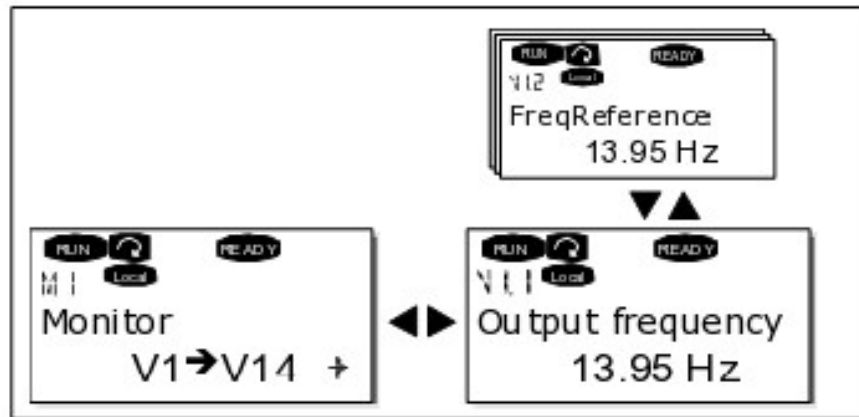 RUN READY
V1.2 Local
FreqReference
13.95 Hz
RUN READY
M1 Local
Monitor
V1➔V14
RUN READY
V1.1 Local
Output frequency
13.95 Hz